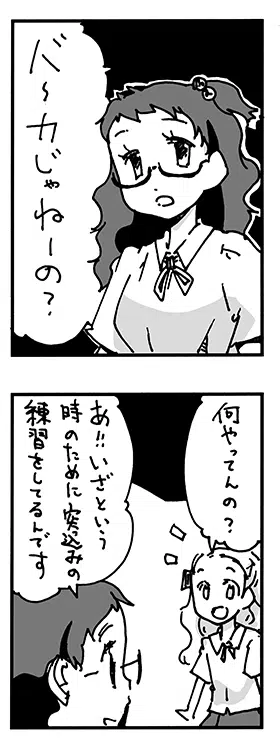 バ〜カじゃねーの?
何やってんの?
あ!!いざという
時のために突込みの
練習をしてるんです